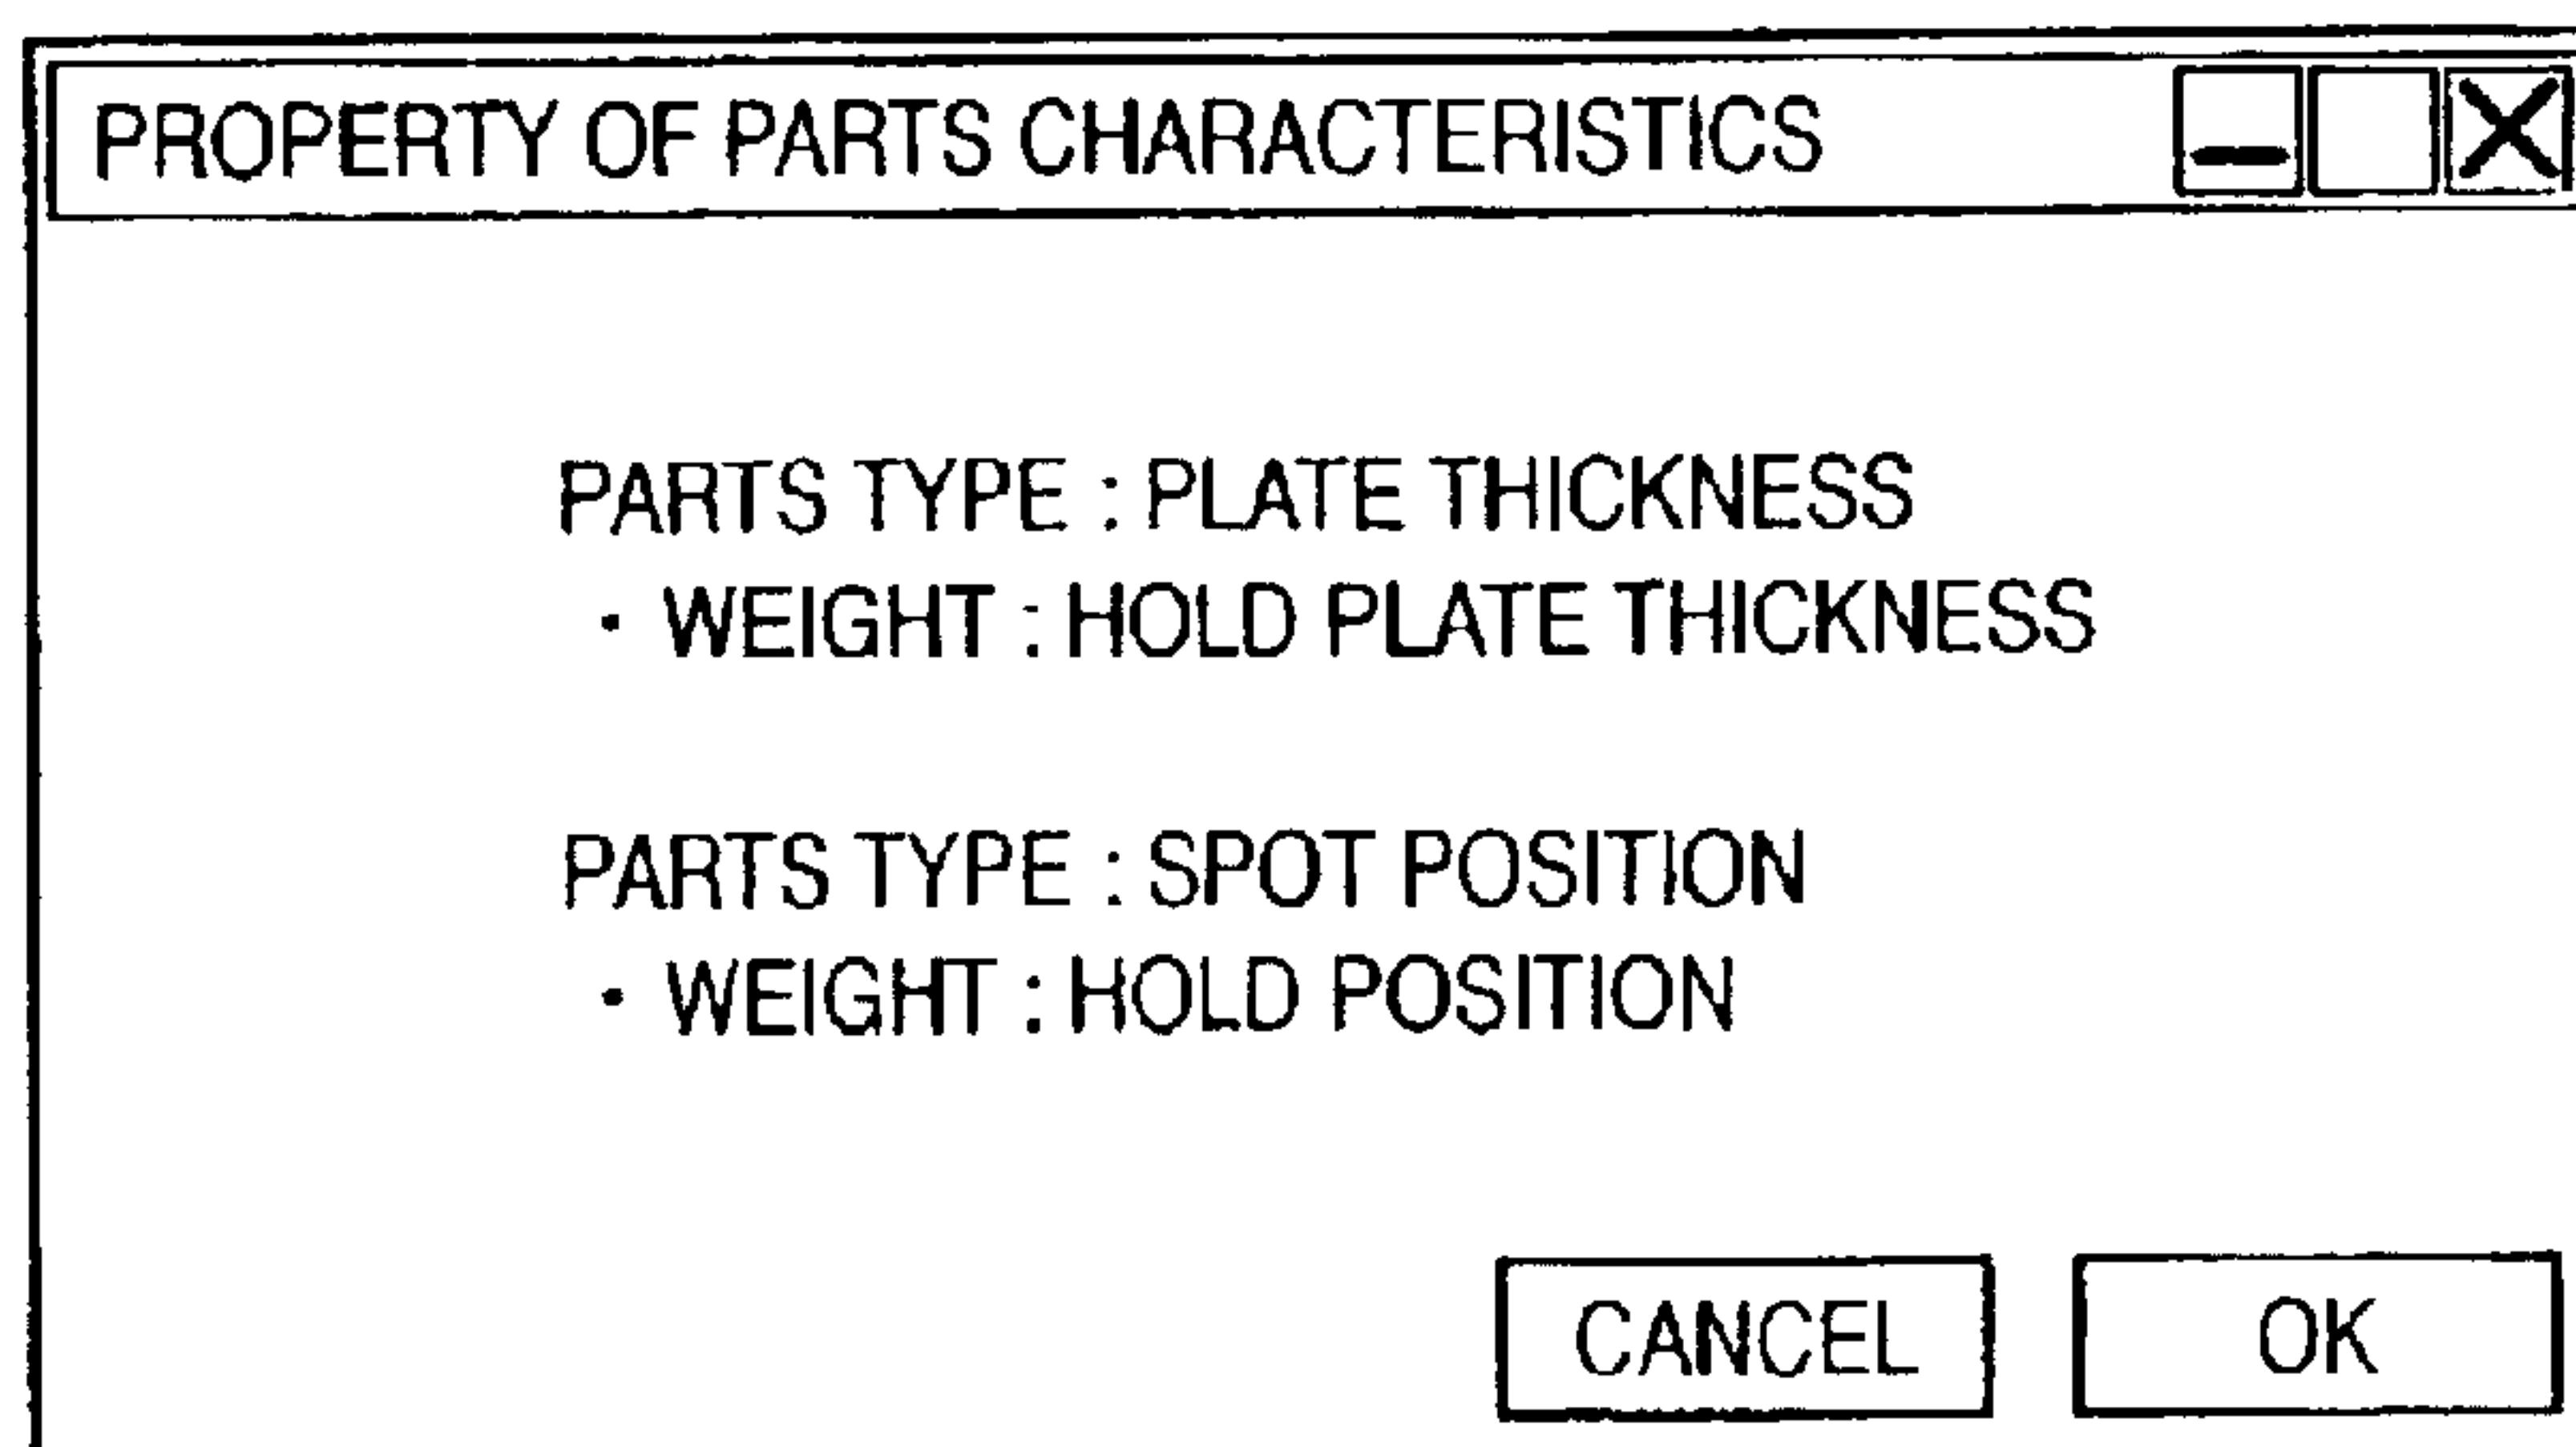 PROPERTY OF PARTS CHARACTERISTICS
PARTS TYPE : PLATE THICKNESS
・ WEIGHT : HOLD PLATE THICKNESS
PARTS TYPE : SPOT POSITION
・ WEIGHT : HOLD POSITION
CANCEL OK